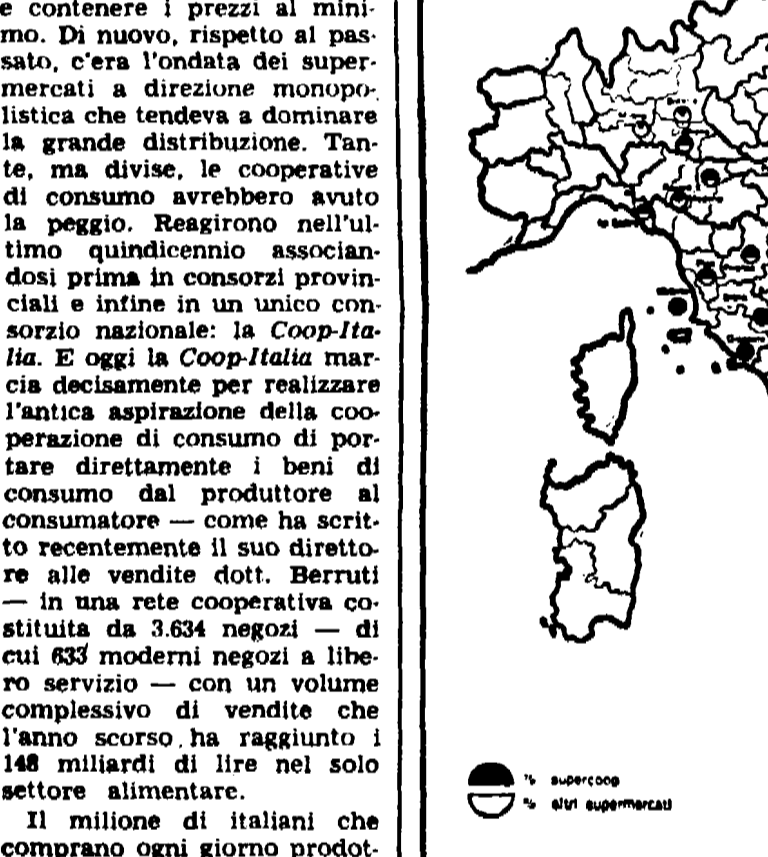 e contenere i prezzi al mini-
mo. Di nuovo, rispetto al pas-
sato, c'era l'ondata dei super-
mercati a direzione monopo-
listica che tendeva a dominare
la grande distribuzione. Tan-
te, ma divise, le cooperative
di consumo avrebbero avuto
la peggio. Reagirono nell'ul-
timo quindicennio associan-
dosi prima in consorzi provin-
ciali e infine in un unico con-
sorzio nazionale: la Coop-Ita-
lia. E oggi la Coop-Italia mar-
cia decisamente per realizzare
l'antica aspirazione della coo-
perazione di consumo di por-
tare direttamente i beni di
consumo dal produttore al
consumatore — come ha scrit-
to recentemente il suo diretto-
re alle vendite dott. Berruti
— in una rete cooperativa co-
stituita da 3.634 negozi — di
cui 633 moderni negozi a libe-
ro servizio — con un volume
complessivo di vendite che
l'anno scorso ha raggiunto i
148 miliardi di lire nel solo
settore alimentare.
Il milione di italiani che
comprano ogni giorno prodot-
% supercoop
% altri supermercati